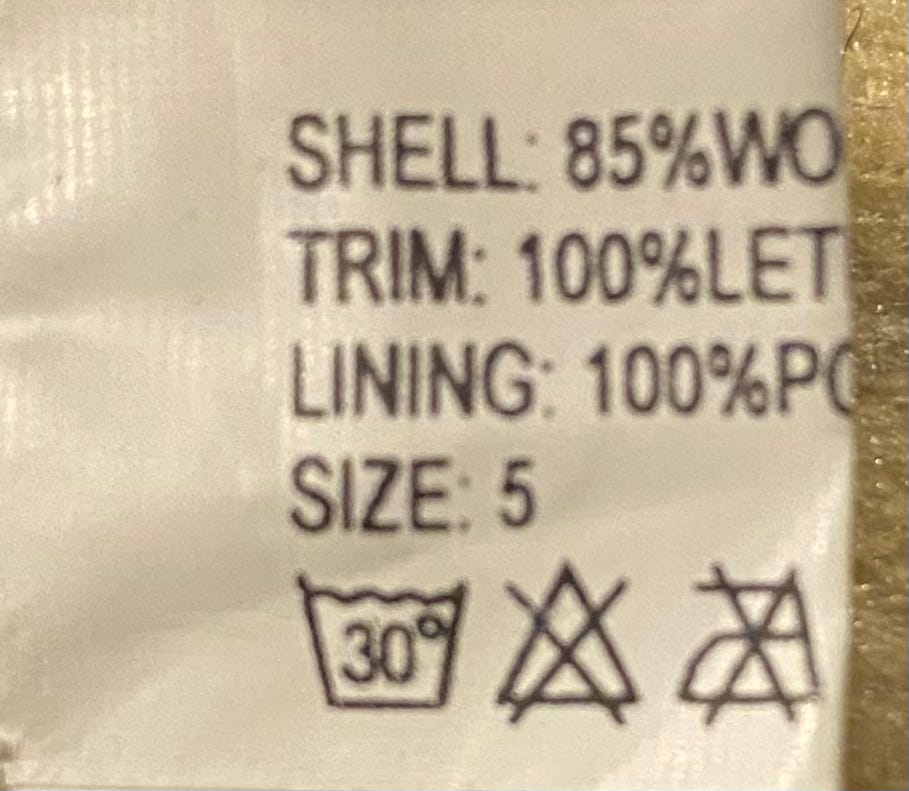 SHELL: 85%WO
TRIM: 100%LET
LINING: 100%PO
SIZE: 5
30°